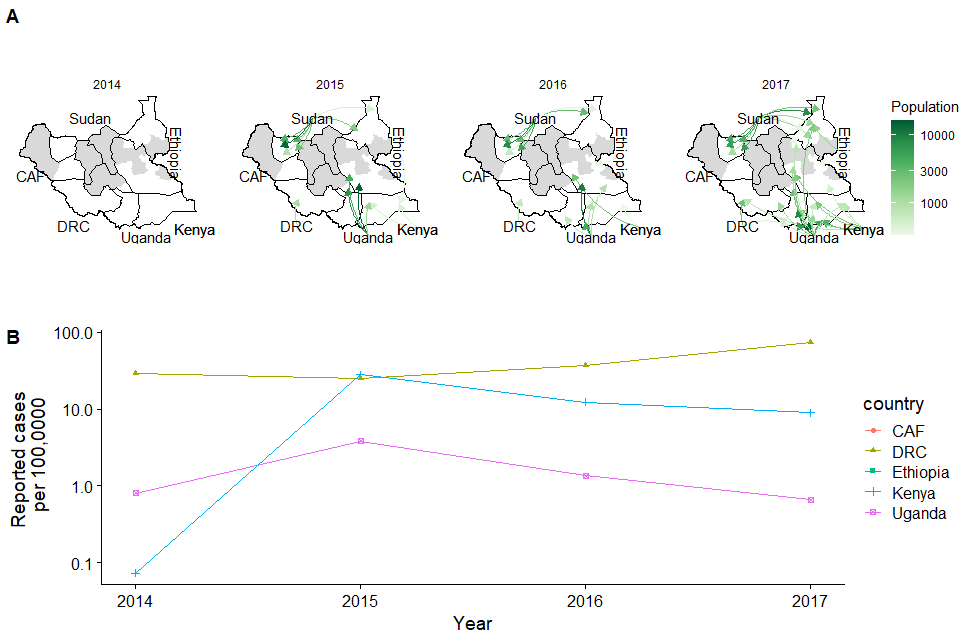 A
2014
2015
2016
2017
Sudan
Ethiopia
CAF
DRC
Uganda
Kenya
Sudan
Ethiopia
CAF
DRC
Uganda
Kenya
Sudan
Ethiopia
CAF
DRC
Uganda
Kenya
Sudan
Ethiopia
CAF
DRC
Uganda
Kenya
Population
10000
3000
1000
B
Reported cases
per 100,0000
100.0
10.0
1.0
0.1
2014
2015
2016
2017
Year
country
CAF
DRC
Ethiopia
Kenya
Uganda